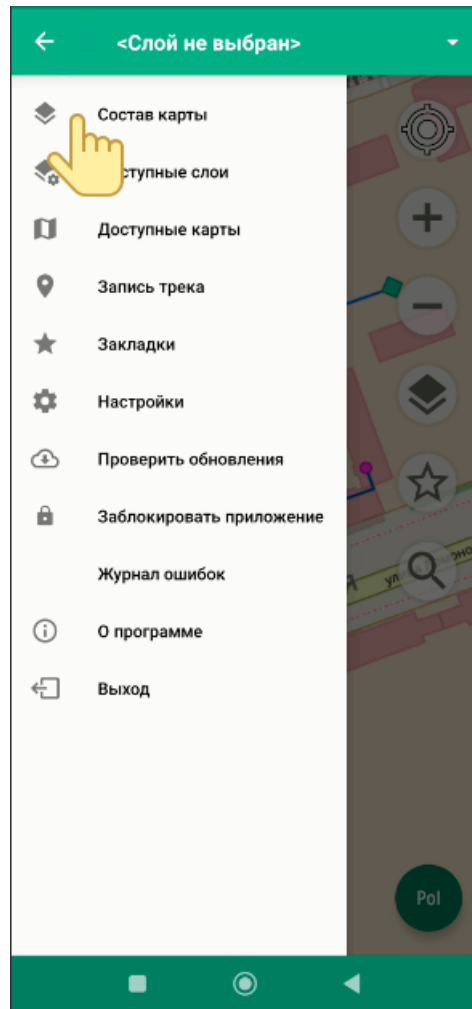 <Слой не выбран>
Состав карты
ступные слои
Доступные карты
Запись трека
Закладки
Настройки
Проверить обновления
Заблокировать приложение
Журнал ошибок
О программе
Выход
Pol